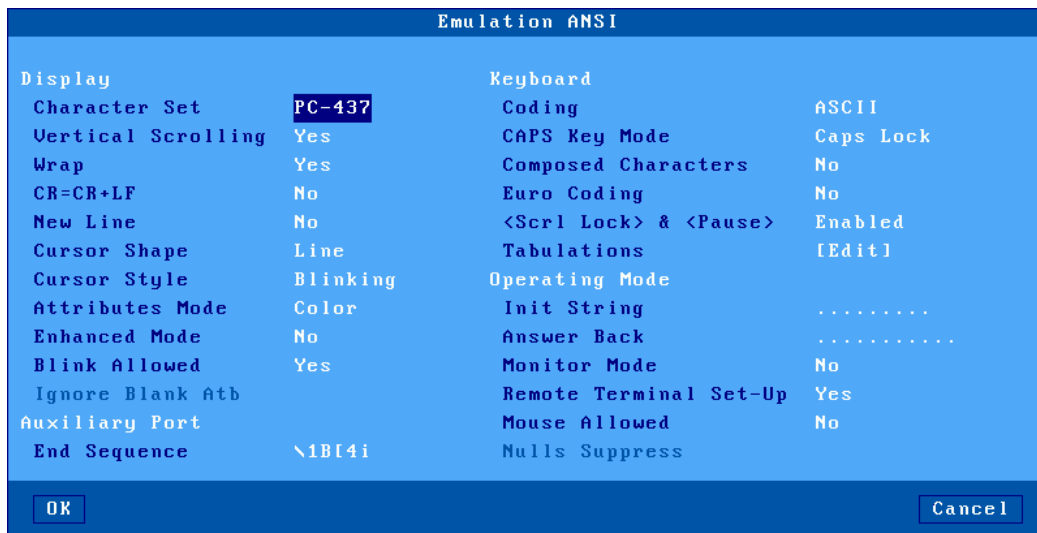 Emulation ANSI
Display
Character Set PC-437
Vertical Scrolling Yes
Wrap Yes
CR=CR+LF No
New Line No
Cursor Shape Line
Cursor Style Blinking
Attributes Mode Color
Enhanced Mode No
Blink Allowed Yes
Ignore Blank Atb
Auxiliary Port
End Sequence \1B[4i
Keyboard
Coding ASCII
CAPS Key Mode Caps Lock
Composed Characters No
Euro Coding No
<Scrl Lock> & <Pause> Enabled
Tabulations [Edit]
Operating Mode
Init String .........
Answer Back ...........
Monitor Mode No
Remote Terminal Set-Up Yes
Mouse Allowed No
Nulls Suppress
OK
Cancel